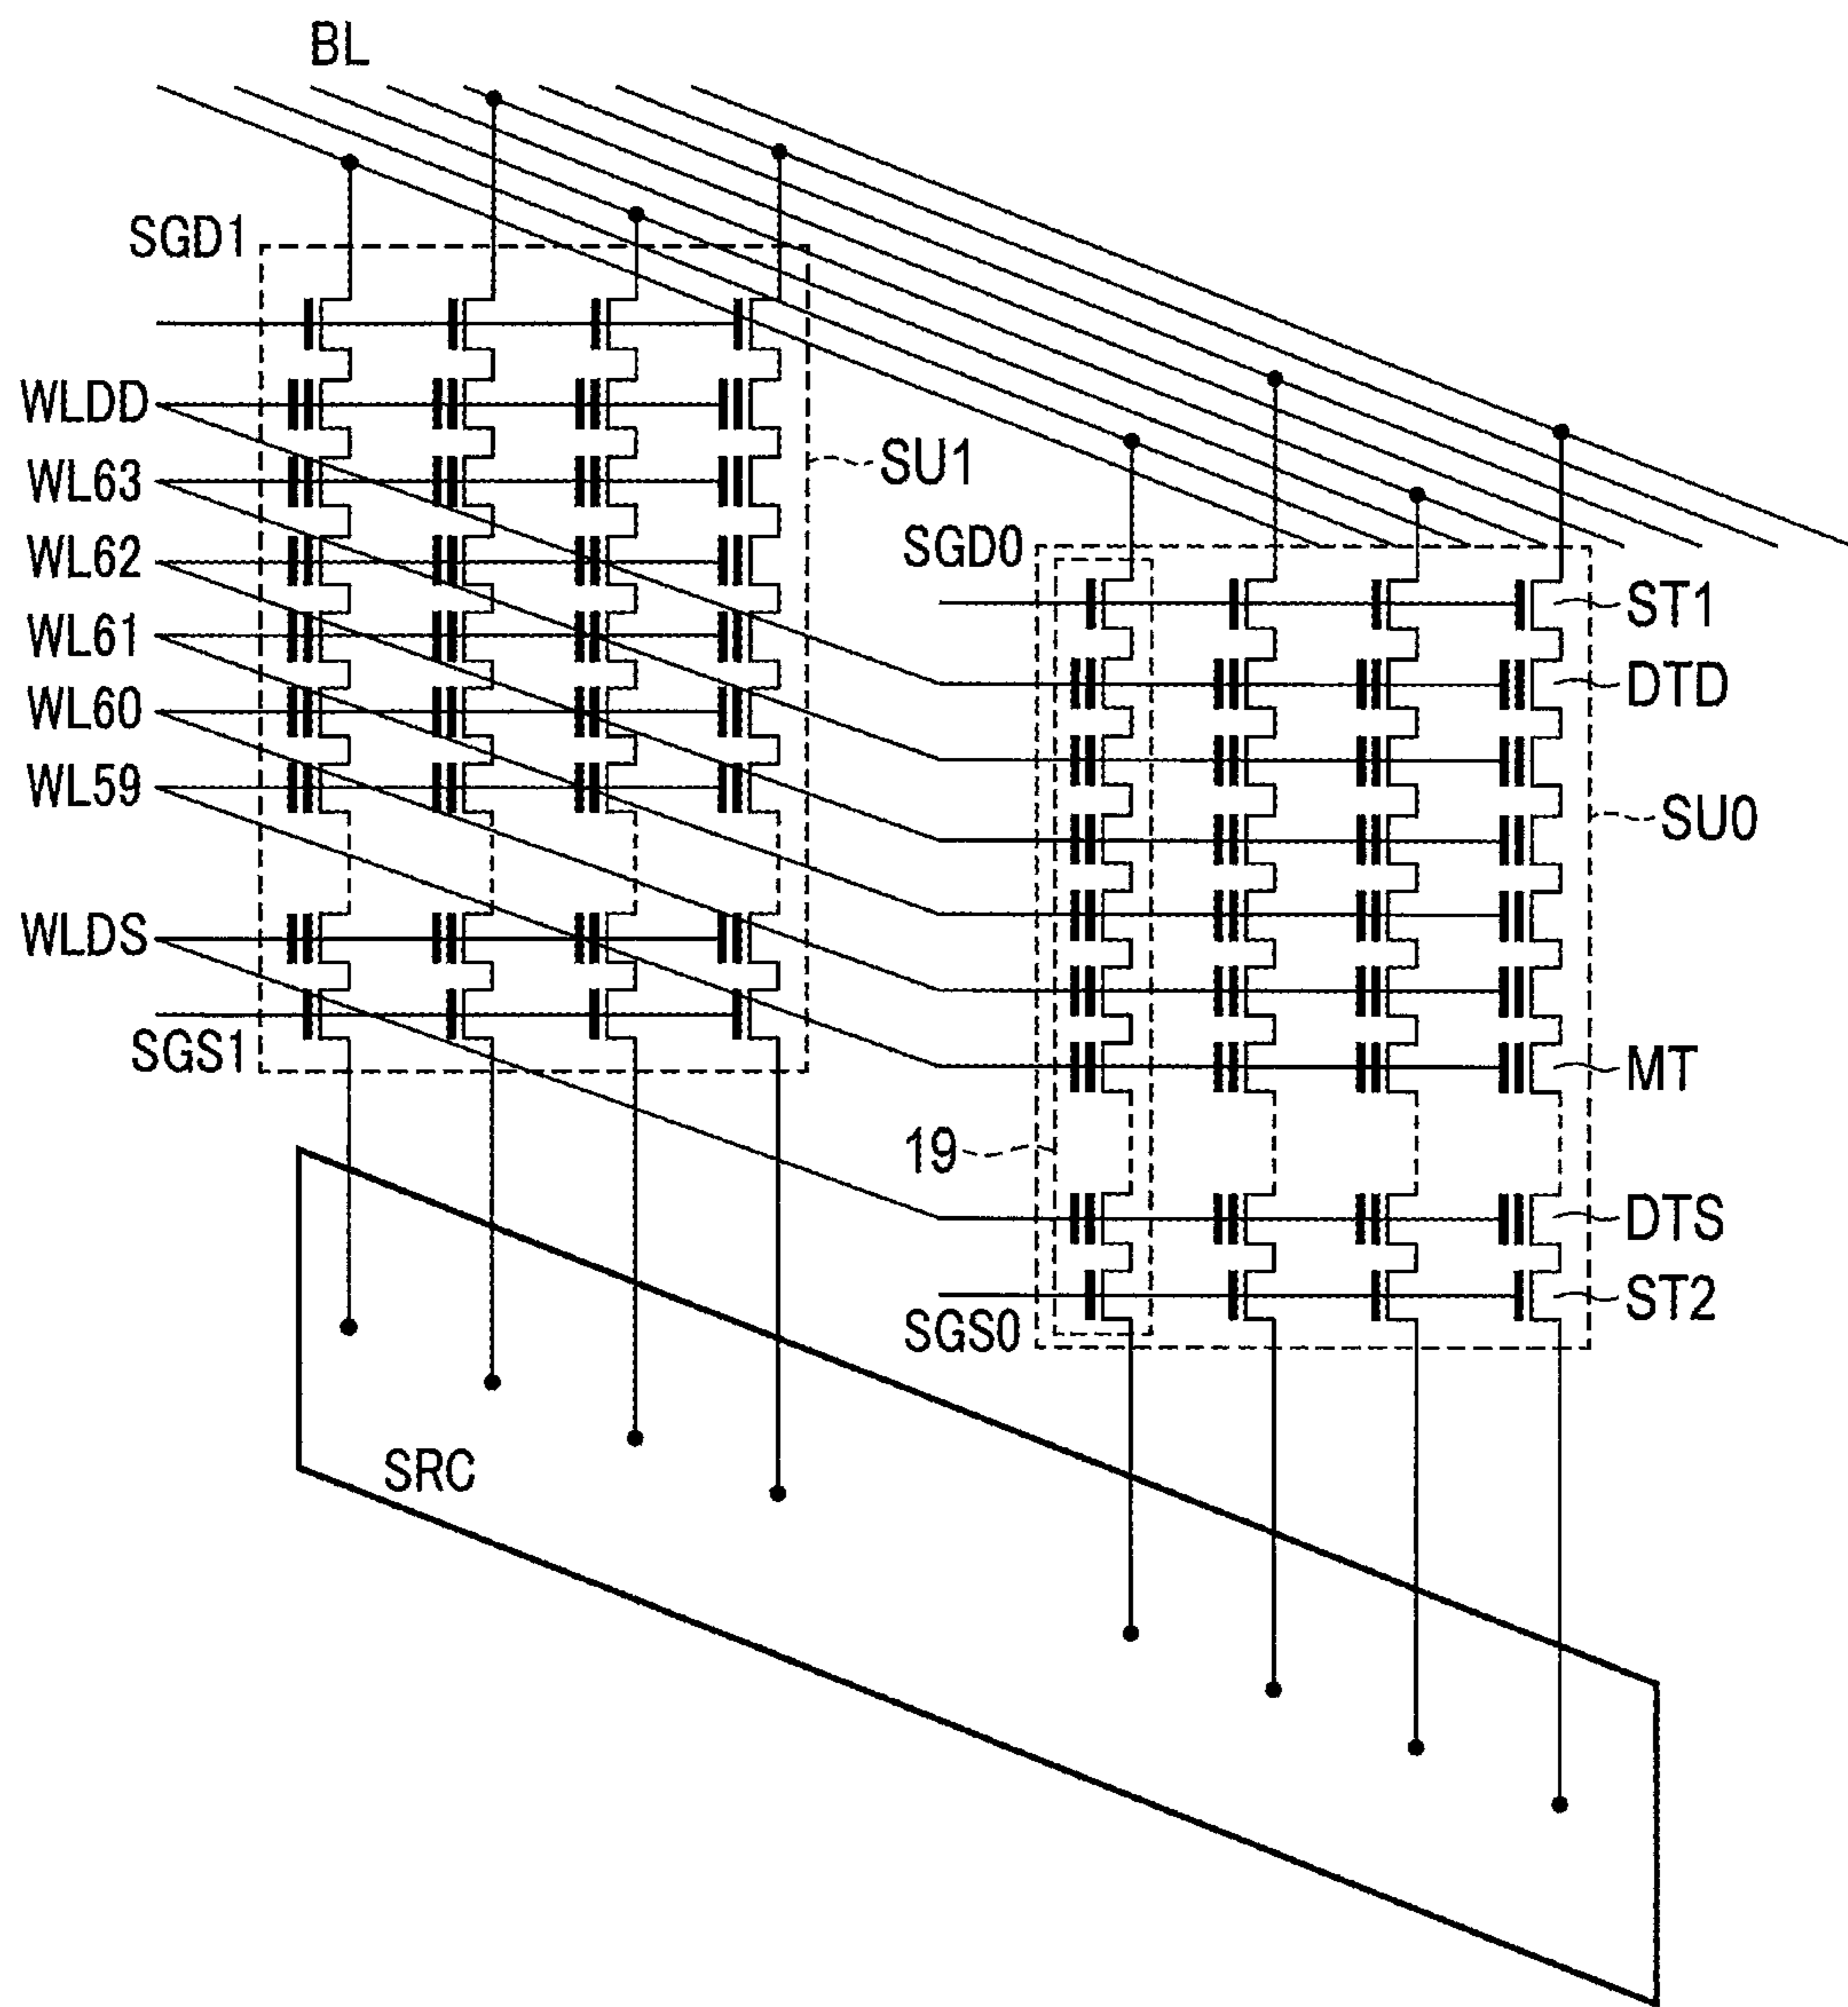 BL
SGD1
WLDD
SU1
WL63
SGD0
WL62
ST1
WL61
DTD
WL60
WL59
SU0
WLDS
SGS1
MT
19
DTS
ST2
SGS0
SRC